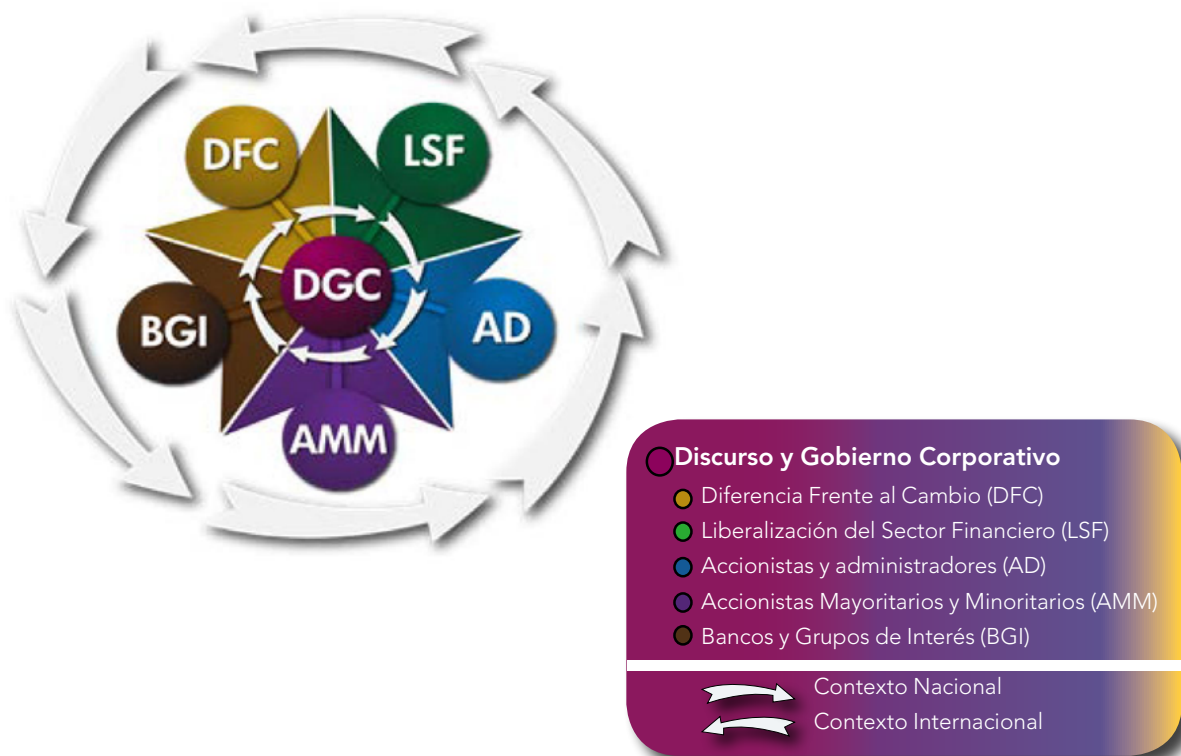 DFC
LSF
DGC
BGI
AD
AMM
Discurso y Gobierno Corporativo
Diferencia Frente al Cambio (DFC)
Liberalización del Sector Financiero (LSF)
Accionistas y administradores (AD)
Accionistas Mayoritarios y Minoritarios (AMM)
Bancos y Grupos de Interés (BGI)
Contexto Nacional
Contexto Internacional